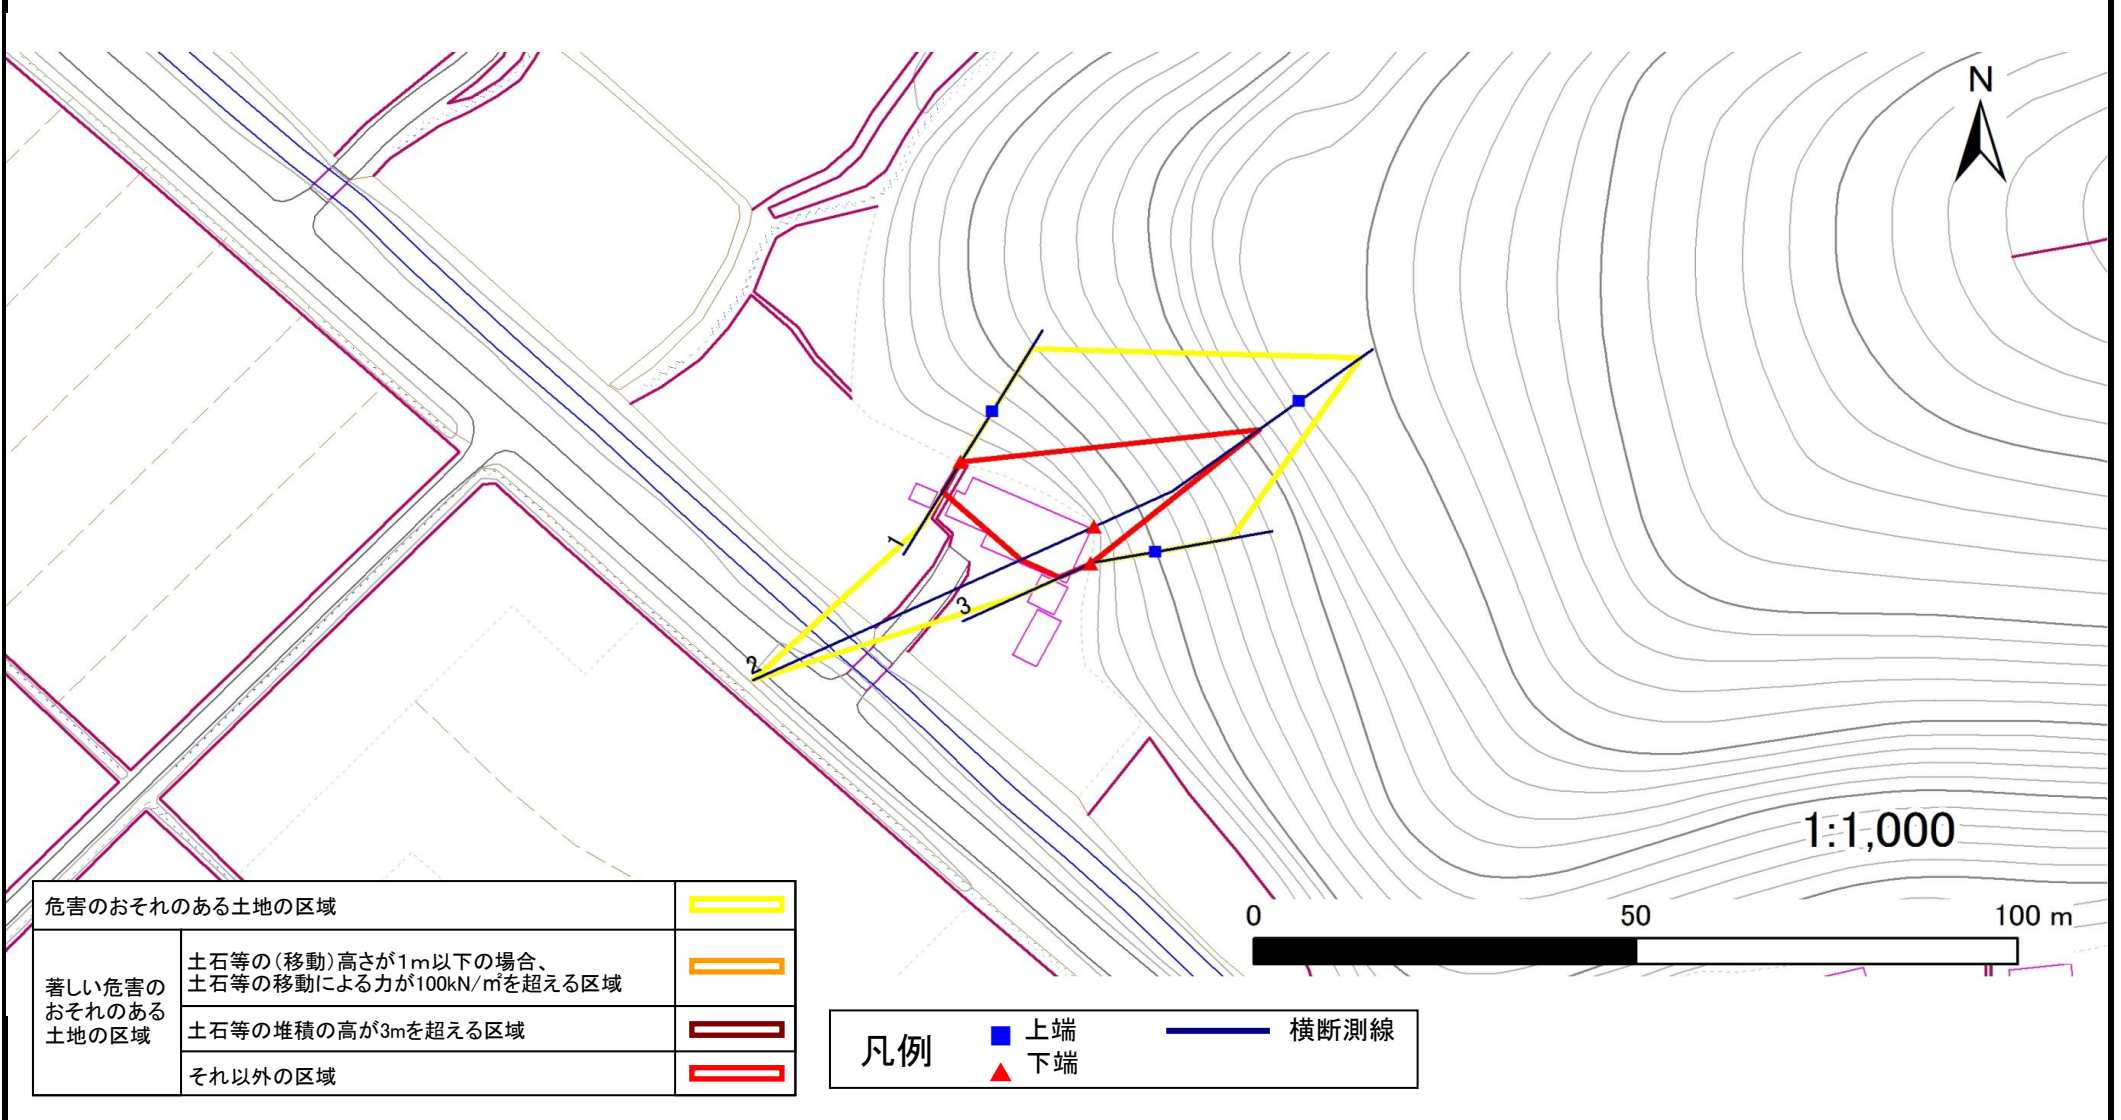 N
1
2
3
1:1,000
0 50 100 m
危害のおそれのある土地の区域
著しい危害の
おそれのある
土地の区域
土石等の(移動)高さが1m以下の場合、
土石等の移動による力が100kN/㎡を超える区域
土石等の堆積の高が3mを超える区域
それ以外の区域
凡例
上端
下端
横断測線